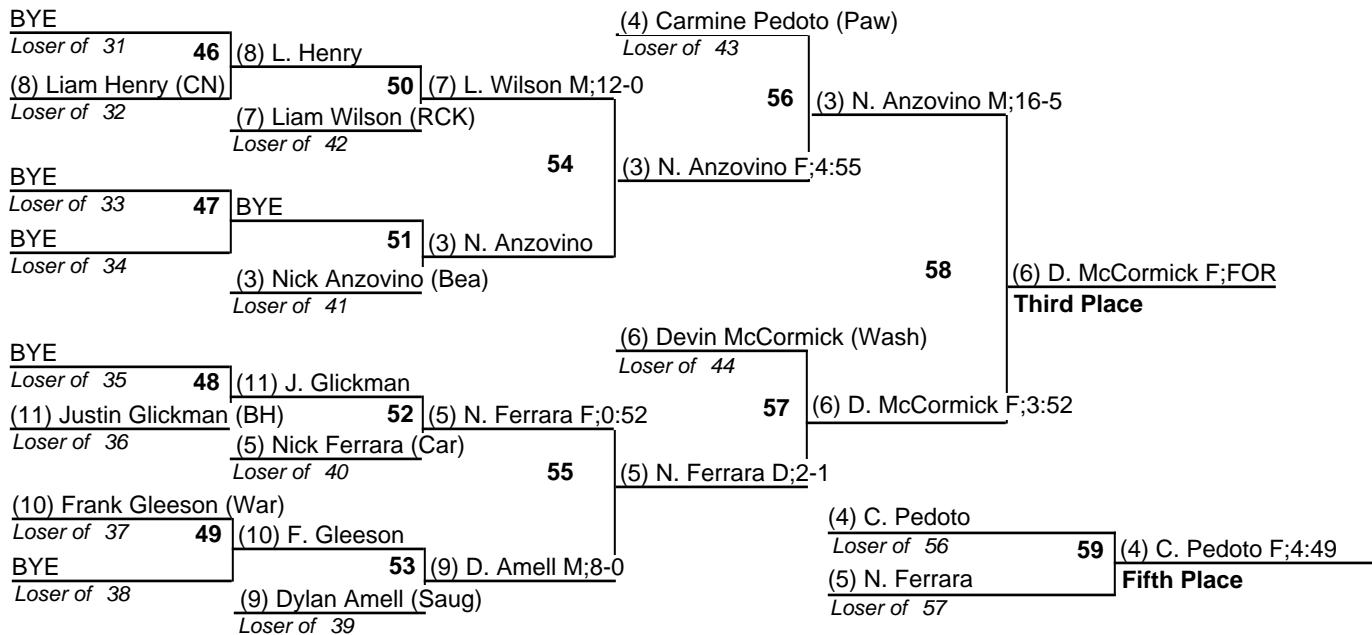 BYE
Loser of 31
46
(8) Liam Henry (CN)
Loser of 32
(8) L. Henry
50
(7) Liam Wilson (RCK)
Loser of 42
(7) L. Wilson M;12-0
54
BYE
Loser of 33
47
BYE
Loser of 34
BYE
51
(3) Nick Anzovino (Bea)
Loser of 41
(3) N. Anzovino
(4) Carmine Pedoto (Paw)
Loser of 43
56
(3) N. Anzovino F;4:55
(3) N. Anzovino M;16-5
58
(6) D. McCormick F;FOR
Third Place
BYE
Loser of 35
48
(11) Justin Glickman (BH)
Loser of 36
(11) J. Glickman
52
(5) Nick Ferrara (Car)
Loser of 40
(5) N. Ferrara F;0:52
55
(10) Frank Gleeson (War)
Loser of 37
49
BYE
Loser of 38
(10) F. Gleeson
53
(9) Dylan Amell (Saug)
Loser of 39
(9) D. Amell M;8-0
(6) Devin McCormick (Wash)
Loser of 44
57
(5) N. Ferrara D;2-1
(6) D. McCormick F;3:52
(4) C. Pedoto
Loser of 56
59
(5) N. Ferrara
Loser of 57
(4) C. Pedoto F;4:49
Fifth Place